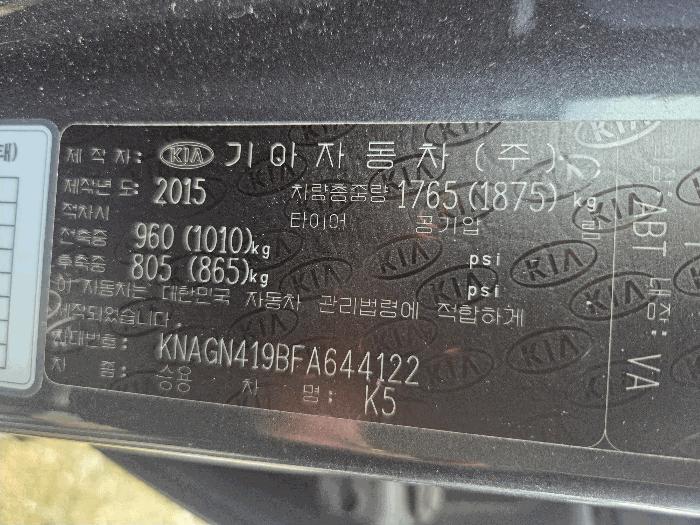 태)
제 작 자: KIA 기아자동차(주)
제작년도: 2015 차량총중량 1765(1875)kg
적차시 타이어 공기압
전축중 960(1010)kg psi
후축중 805 (865)kg psi
이 자동차는 대한민국 자동차 관리법령에 적합하게
제작되었습니다.
차대번호: KNAGN419BFA644122
차 종: 승용 차 명: K5
ABT 내장: VA